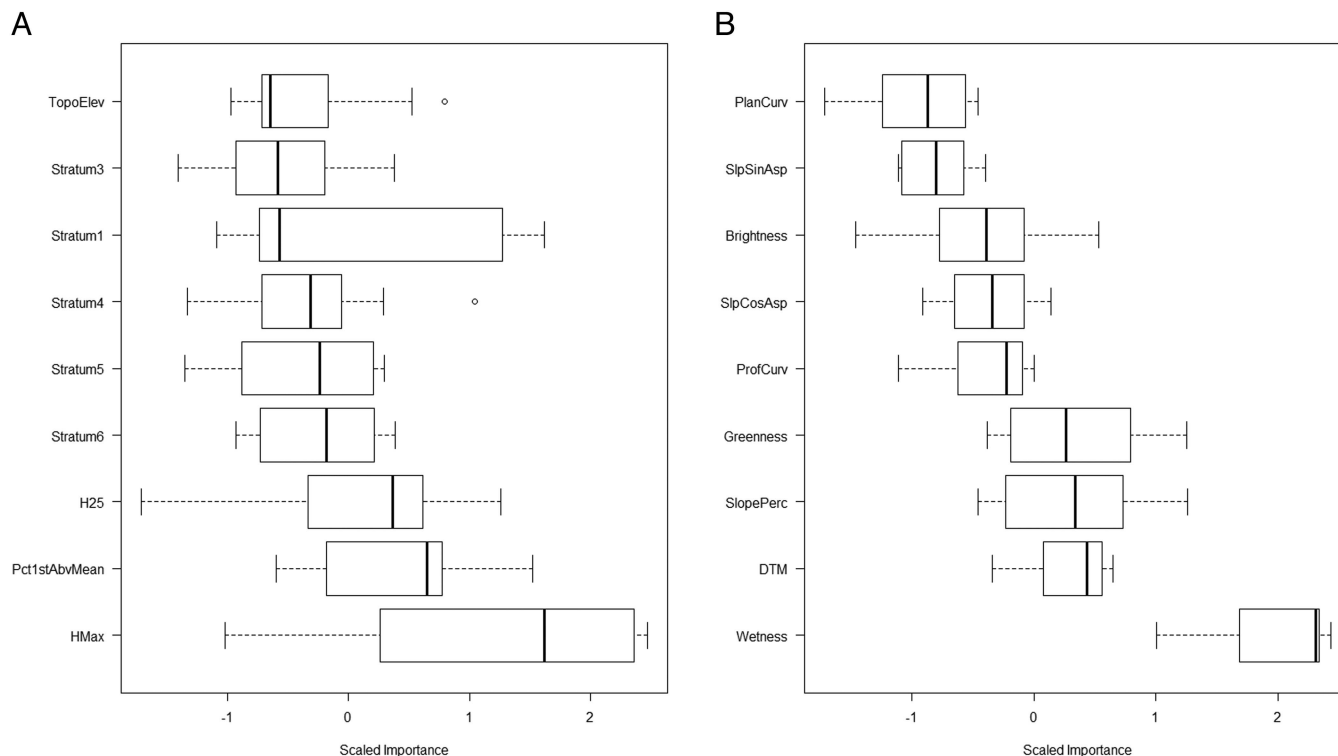 A
TopoElev
Stratum3
Stratum1
Stratum4
Stratum5
Stratum6
H25
Pct1stAbvMean
HMax
-1 0 1 2
Scaled Importance
B
PlanCurv
SlpSinAsp
Brightness
SlpCosAsp
ProfCurv
Greenness
SlopePerc
DTM
Wetness
-1 0 1 2
Scaled Importance